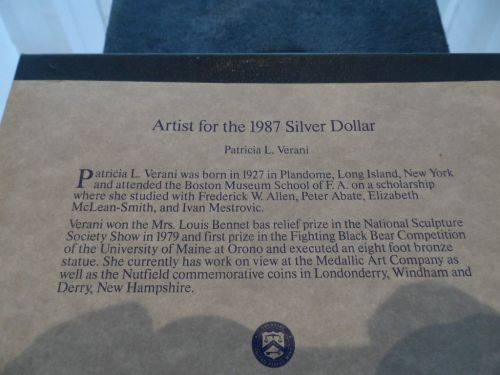 Artist for the 1987 Silver Dollar
Patricia L. Verani
Patricia L. Verani was born in 1927 in Plandome, Long Island, New York
and attended the Boston Museum School of F. A. on a scholarship
where she studied with Frederick W. Allen, Peter Abate, Elizabeth
McLean-Smith, and Ivan Mestrovic.
Verani won the Mrs. Louis Bennet bas relief prize in the National Sculpture
Society Show in 1979 and first prize in the Fighting Black Bear Competition
of the University of Maine at Orono and executed an eight foot bronze
statue. She currently has work on view at the Medallic Art Company as
well as the Nutfield commemorative coins in Londonderry, Windham and
Derry, New Hampshire.